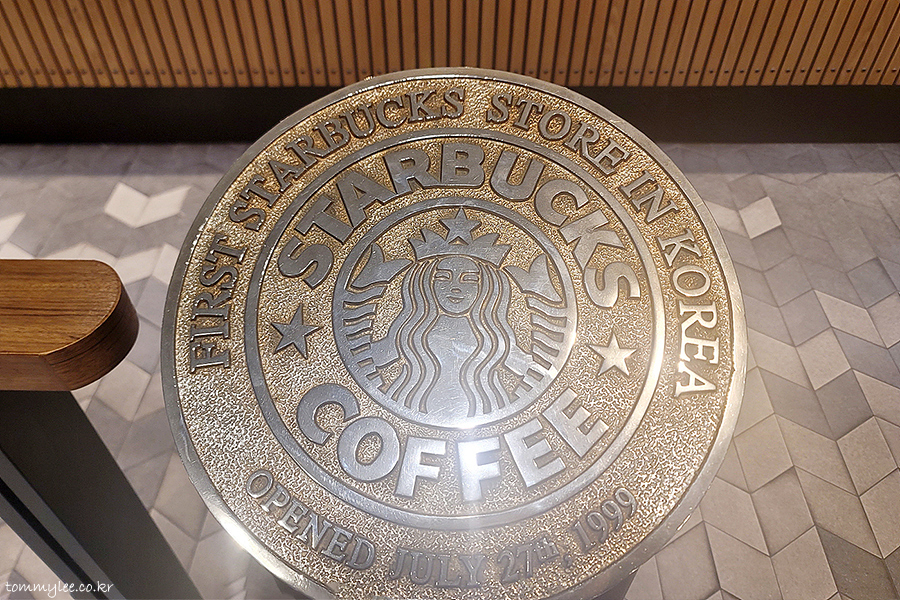 FIRST STARBUCKS STORE IN KOREA
STARBUCKS
COFFEE
OPENED JULY 27th, 1999
tommylee.co.kr